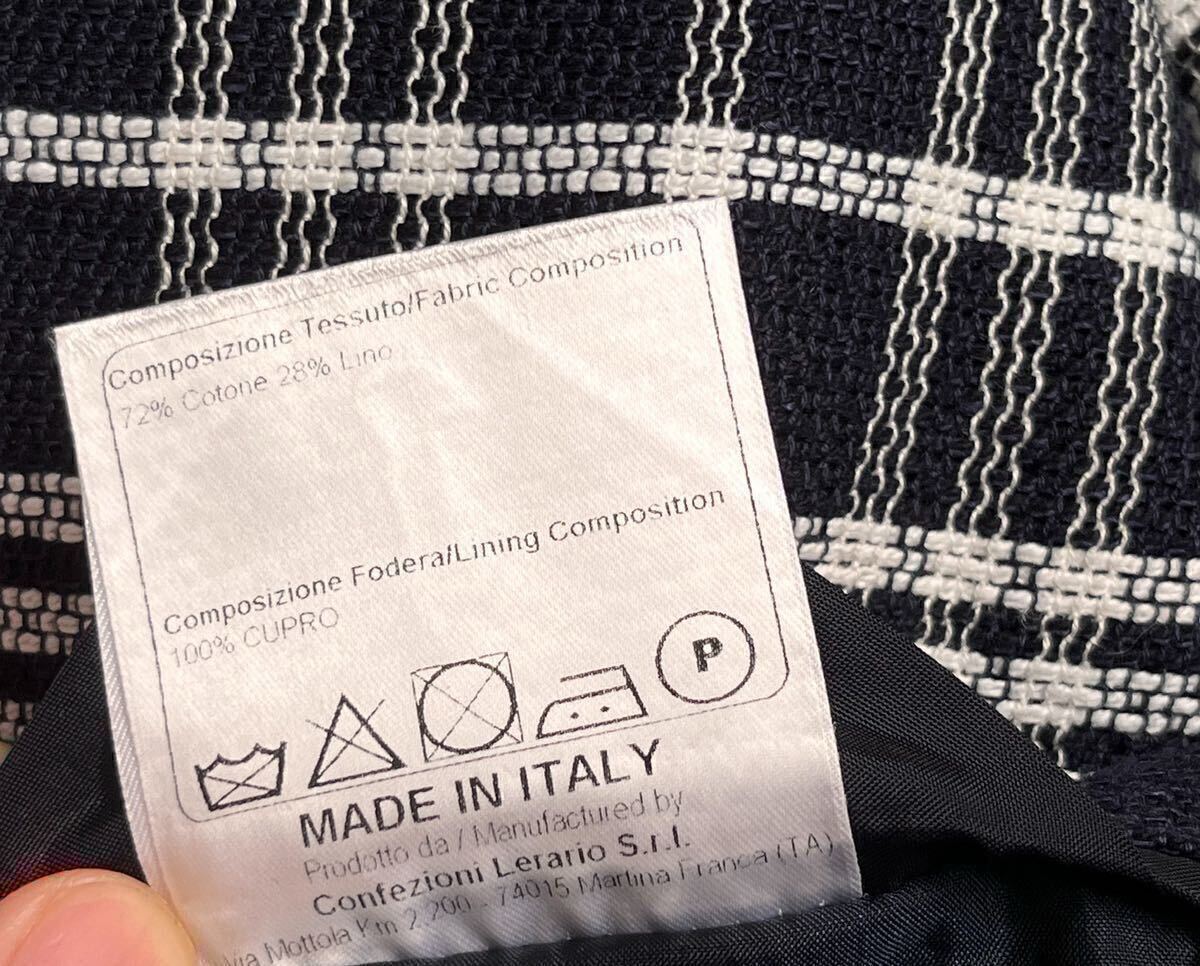 Composizione Tessuto/Fabric Composition
72% Cotone 28% Lino
Composizione Fodera/Lining Composition
100% CUPRO
P
MADE IN ITALY
Prodotto da / Manufactured by
Confezioni Lerario S.r.l.
Via Mottola Km 2.200 - 74015 Martina Franca (TA)